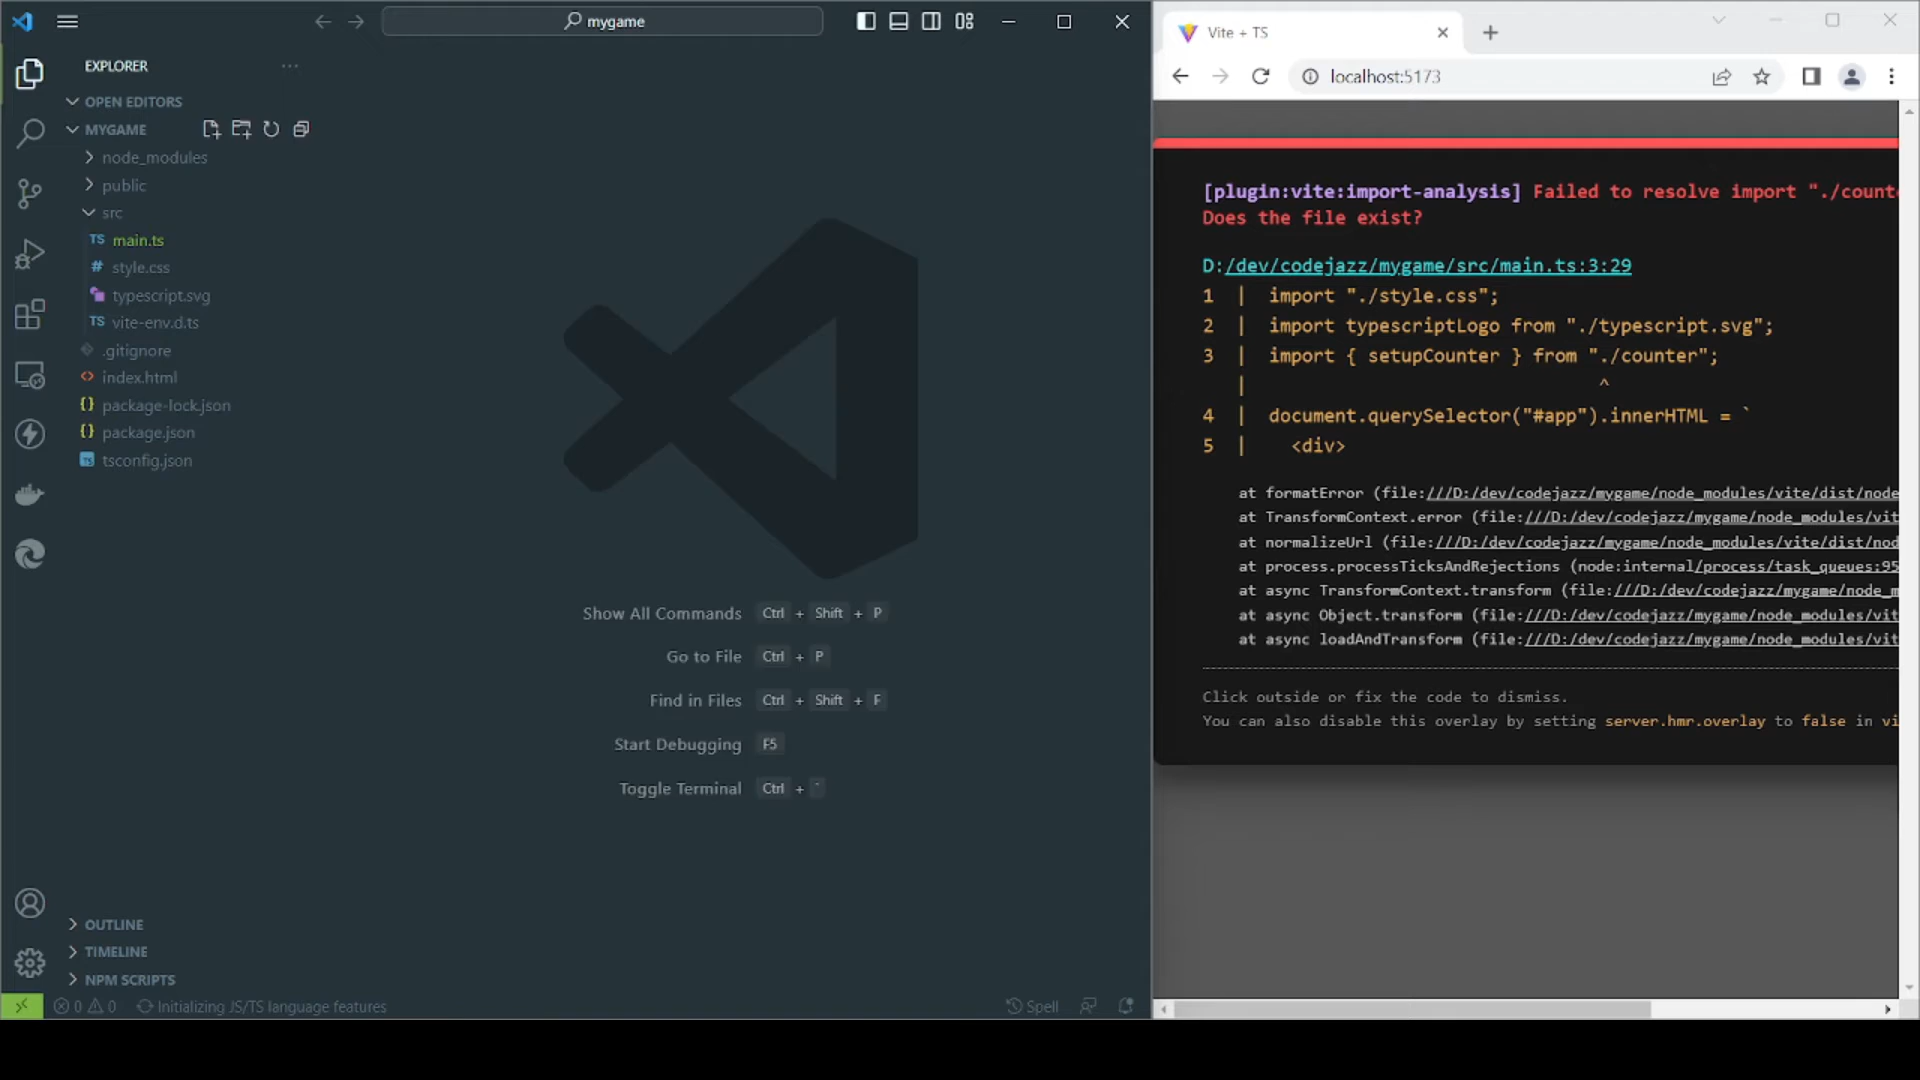 mygame
EXPLORER
OPEN EDITORS
MYGAME
node_modules
public
src
TS main.ts
# style.css
typescript.svg
TS vite-env.d.ts
.gitignore
<> index.html
{} package-lock.json
{} package.json
TS tsconfig.json
Show All Commands Ctrl + Shift + P
Go to File Ctrl + P
Find in Files Ctrl + Shift + F
Start Debugging F5
Toggle Terminal Ctrl + `
OUTLINE
TIMELINE
NPM SCRIPTS
0 0 Initializing JS/TS language features
Spell
Vite + TS
localhost:5173
[plugin:vite:import-analysis] Failed to resolve import "./counte
Does the file exist?
D:/dev/codejazz/mygame/src/main.ts:3:29
1 | import "./style.css";
2 | import typescriptLogo from "./typescript.svg";
3 | import { setupCounter } from "./counter";
| ^
4 | document.querySelector("#app").innerHTML = `
5 | <div>
at formatError (file:///D:/dev/codejazz/mygame/node_modules/vite/dist/node
at TransformContext.error (file:///D:/dev/codejazz/mygame/node_modules/vit
at normalizeUrl (file:///D:/dev/codejazz/mygame/node_modules/vite/dist/nod
at process.processTicksAndRejections (node:internal/process/task_queues:95
at async TransformContext.transform (file:///D:/dev/codejazz/mygame/node_m
at async Object.transform (file:///D:/dev/codejazz/mygame/node_modules/vit
at async loadAndTransform (file:///D:/dev/codejazz/mygame/node_modules/vit
Click outside or fix the code to dismiss.
You can also disable this overlay by setting server.hmr.overlay to false in vi